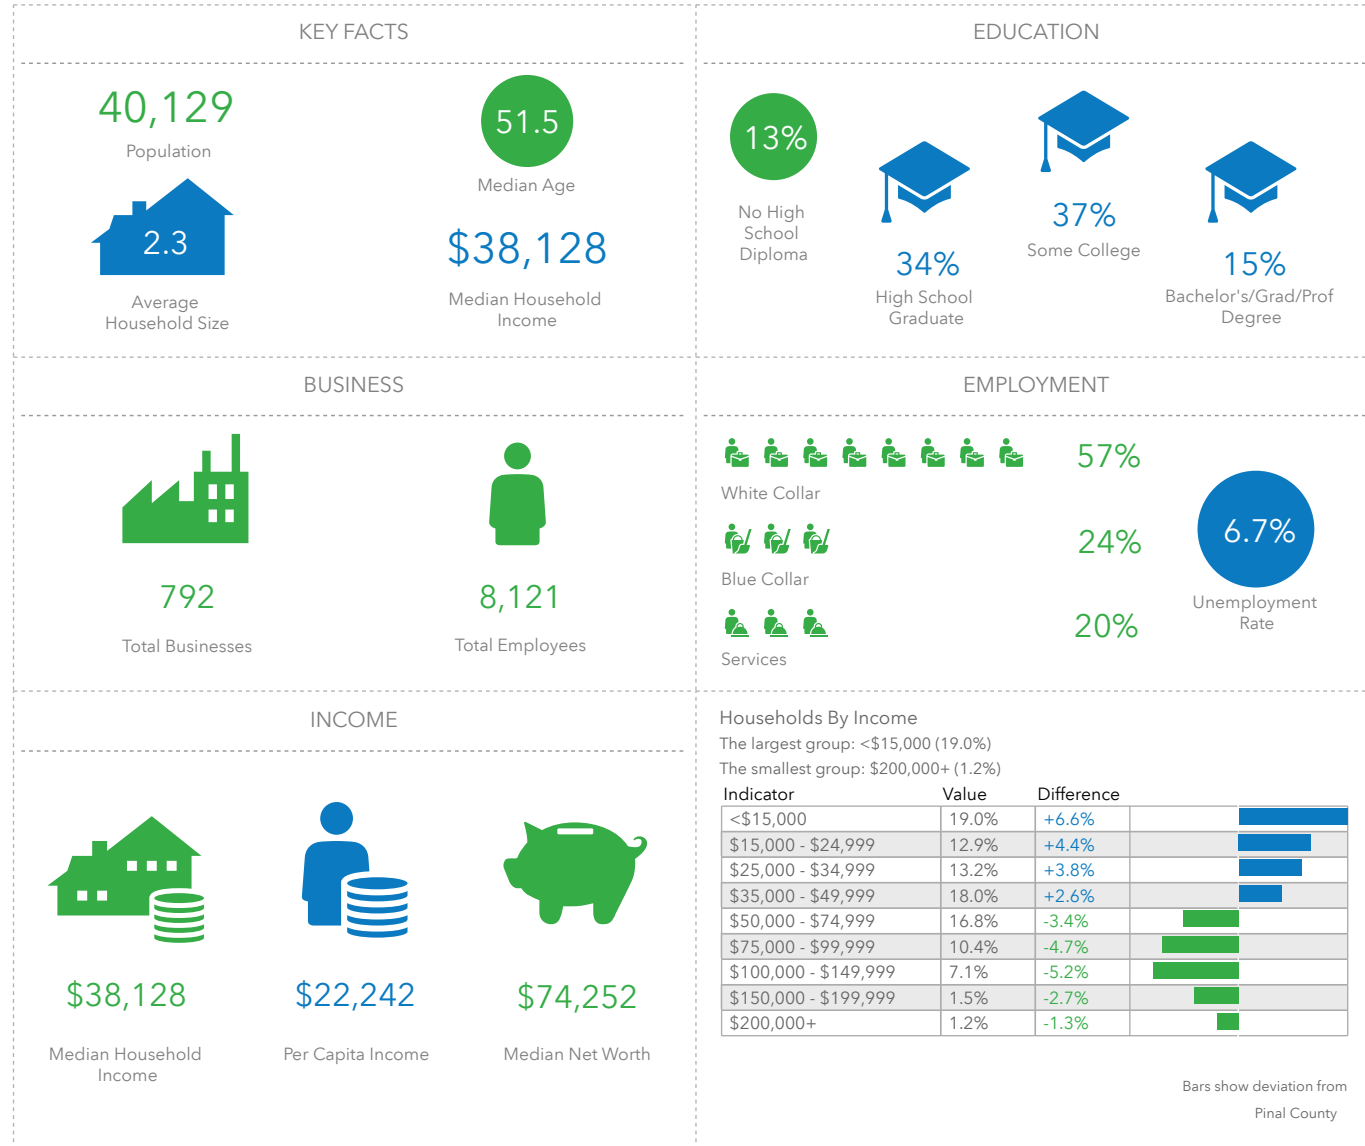 KEY FACTS
40,129
Population
51.5
Median Age
2.3
Average
Household Size
$38,128
Median Household
Income
EDUCATION
13%
No High
School
Diploma
34%
High School
Graduate
37%
Some College
15%
Bachelor's/Grad/Prof
Degree
BUSINESS
792
Total Businesses
8,121
Total Employees
EMPLOYMENT
57%
White Collar
24%
Blue Collar
20%
Services
6.7%
Unemployment
Rate
INCOME
$38,128
Median Household
Income
$22,242
Per Capita Income
$74,252
Median Net Worth
Households By Income
The largest group: <$15,000 (19.0%)
The smallest group: $200,000+ (1.2%)
Indicator Value Difference
<$15,000 19.0% +6.6%
$15,000 - $24,999 12.9% +4.4%
$25,000 - $34,999 13.2% +3.8%
$35,000 - $49,999 18.0% +2.6%
$50,000 - $74,999 16.8% -3.4%
$75,000 - $99,999 10.4% -4.7%
$100,000 - $149,999 7.1% -5.2%
$150,000 - $199,999 1.5% -2.7%
$200,000+ 1.2% -1.3%
Bars show deviation from
Pinal County